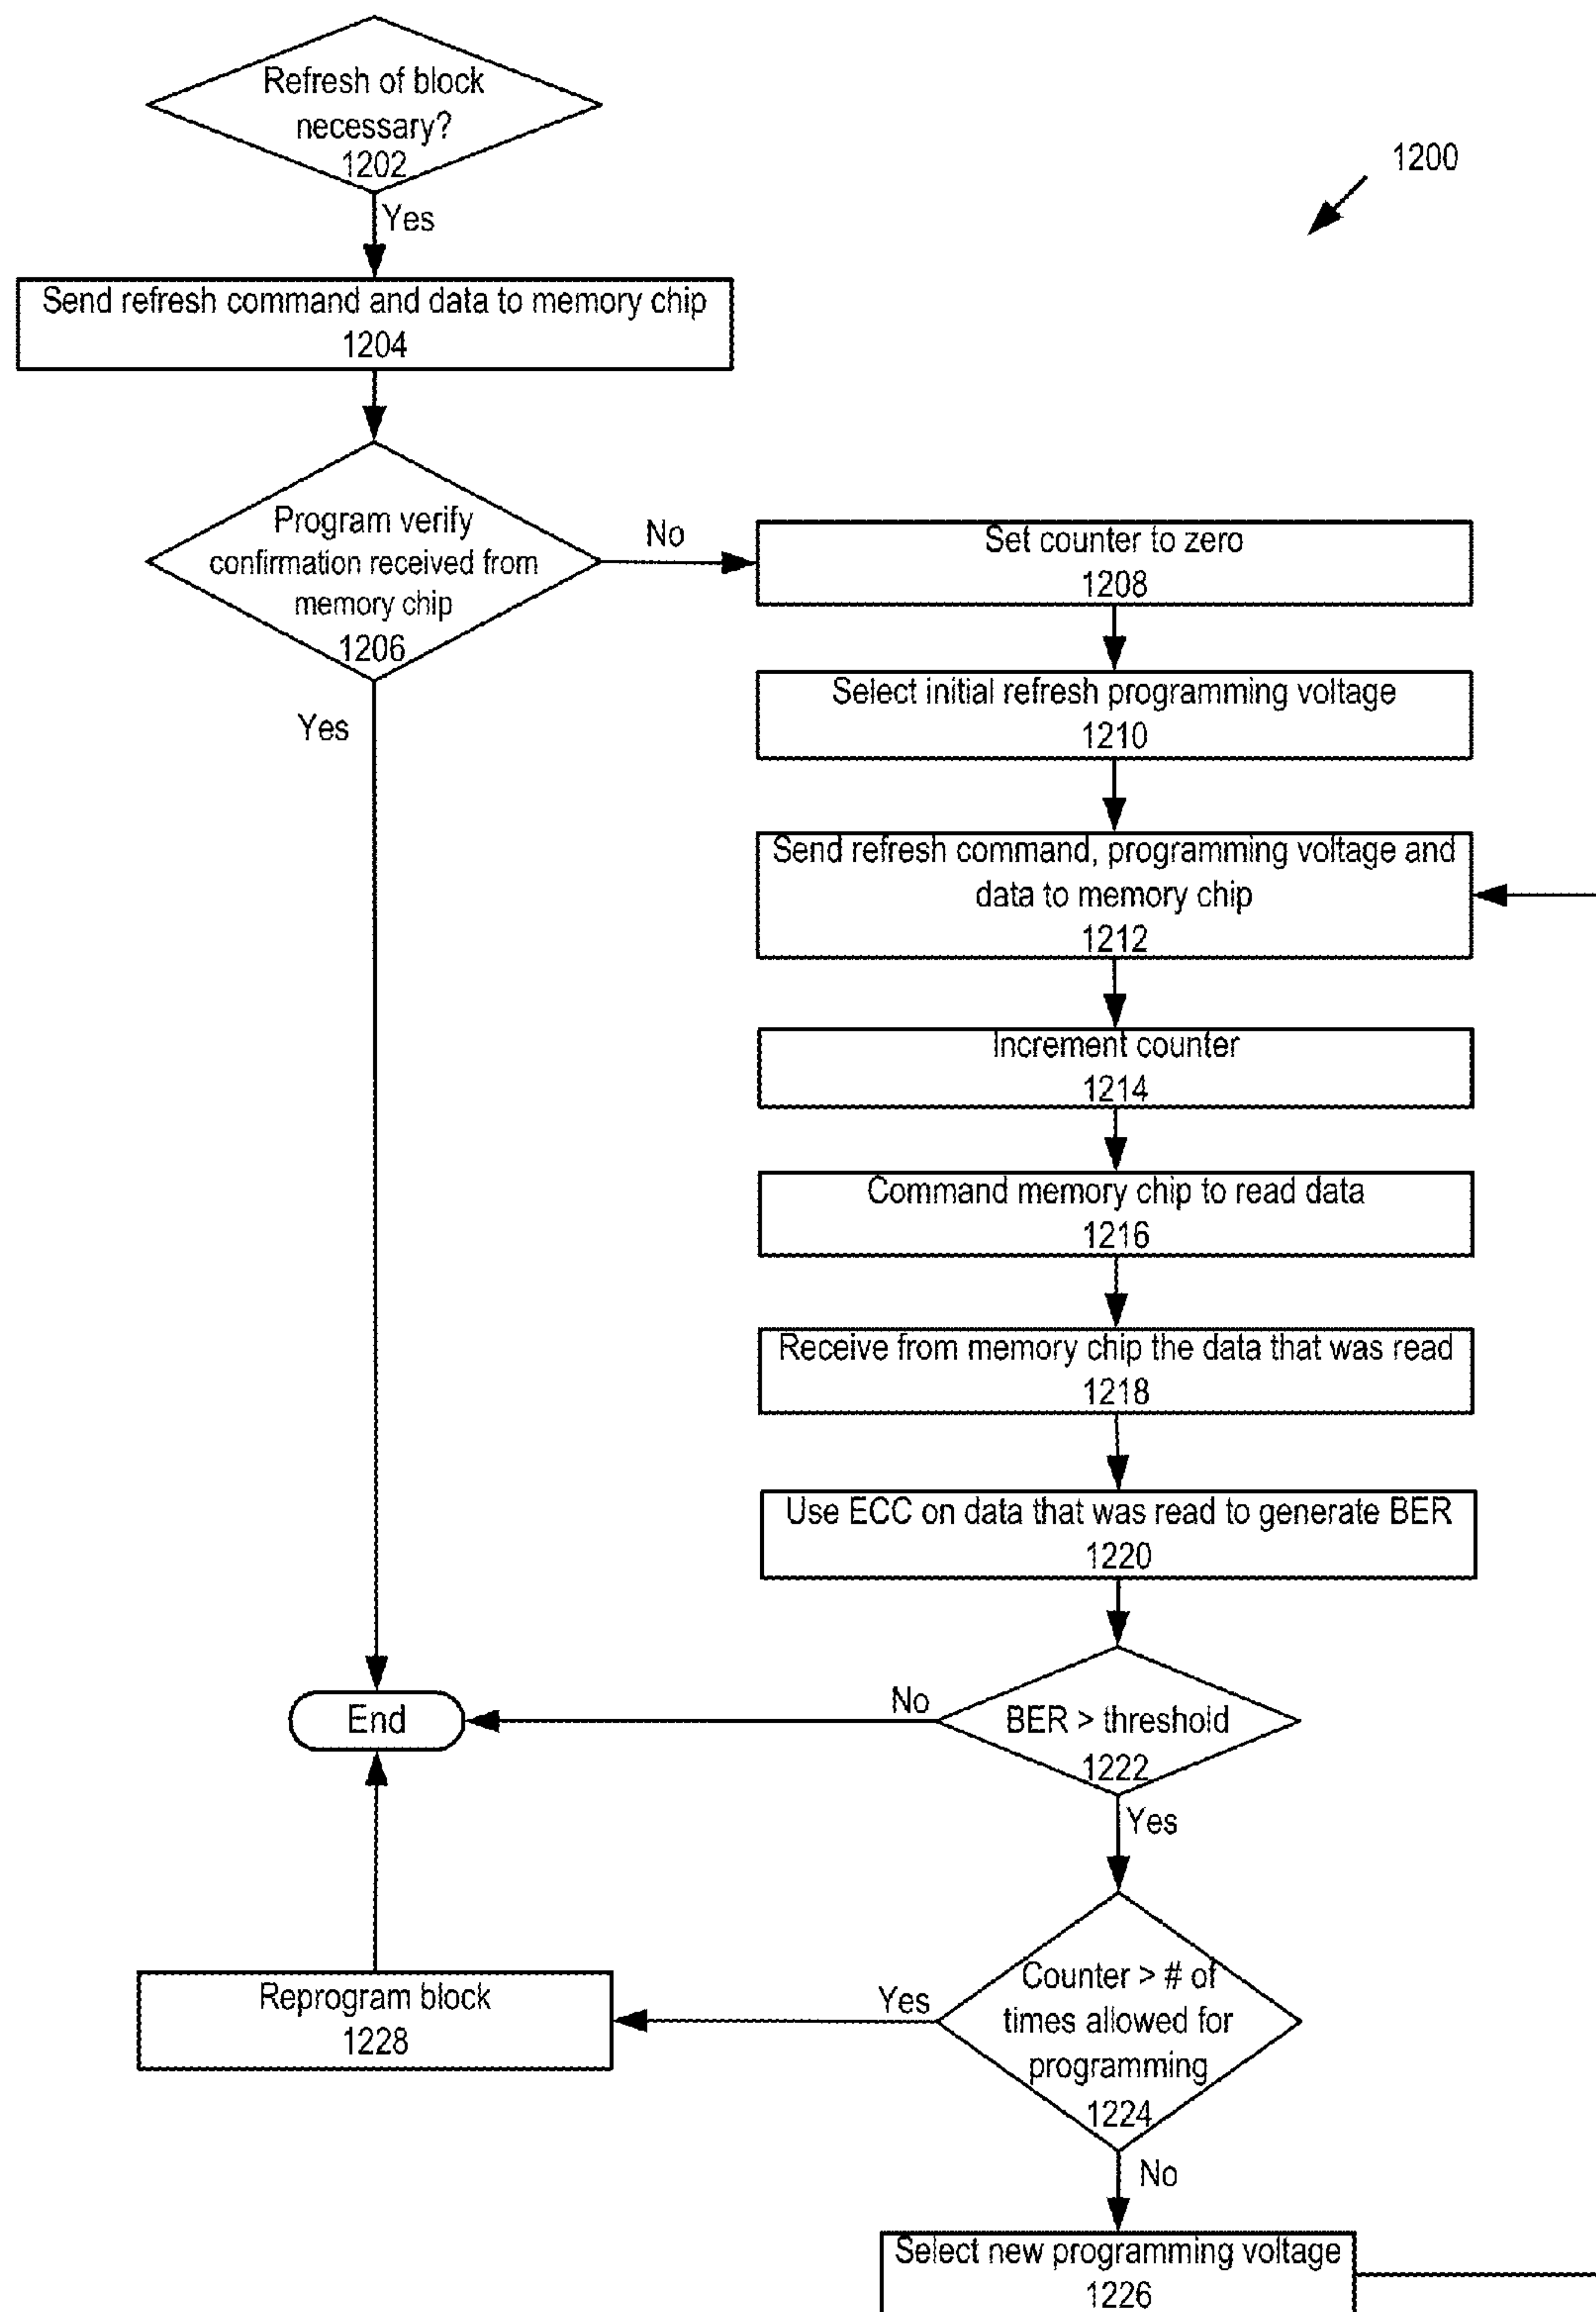 Refresh of block
necessary?
1202
1200
Yes
Send refresh command and data to memory chip
1204
Program verify
confirmation received from
memory chip
1206
No
Yes
Set counter to zero
1208
Select initial refresh programming voltage
1210
Send refresh command, programming voltage and
data to memory chip
1212
Increment counter
1214
Command memory chip to read data
1216
Receive from memory chip the data that was read
1218
Use ECC on data that was read to generate BER
1220
BER > threshold
1222
No
End
Yes
Counter > # of
times allowed for
programming
1224
Yes
Reprogram block
1228
No
Select new programming voltage
1226